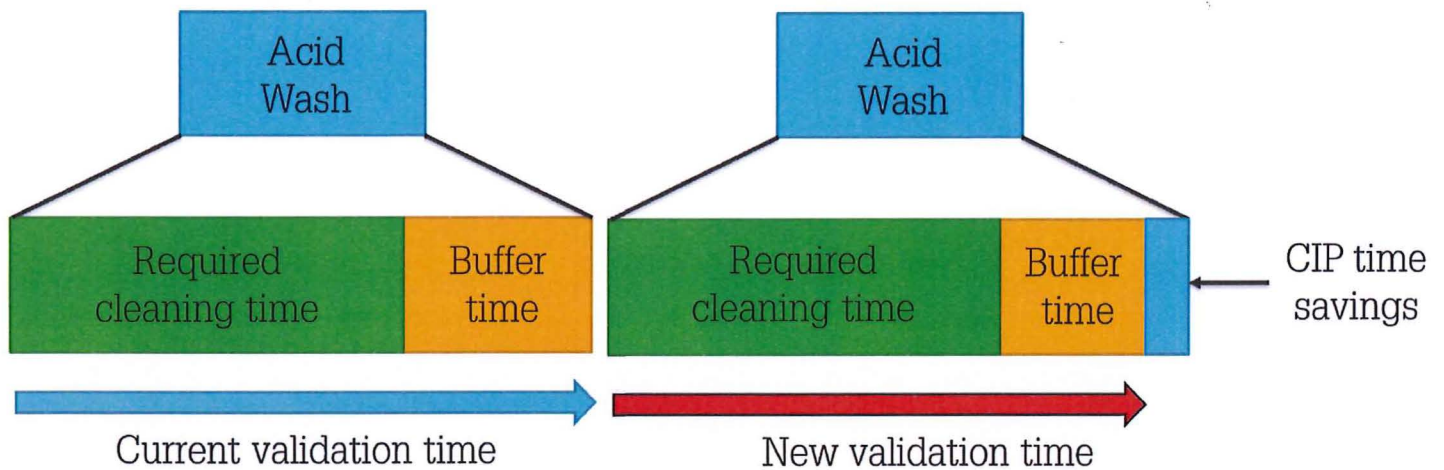 Acid
Wash
Acid
Wash
Required
cleaning time
Buffer
time
Required
cleaning time
Buffer
time
CIP time
savings
Current validation time
New validation time